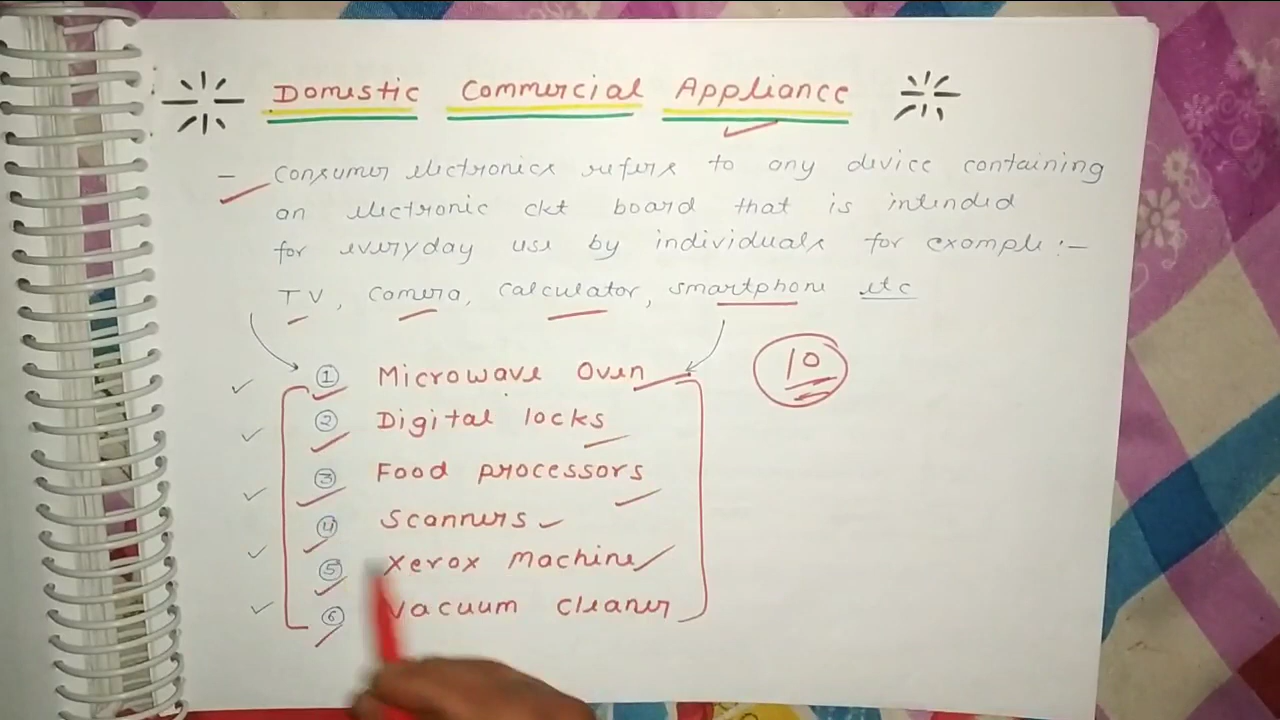 Domestic Commercial Appliance
- Consumer electronics refers to any device containing
an electronic ckt board that is intended
for everyday use by individuals for example :-
TV, camera, calculator, smartphone etc
① Microwave Oven
10
② Digital locks
③ Food processors
④ Scanners
⑤ Xerox machine
⑥ Vacuum cleaner